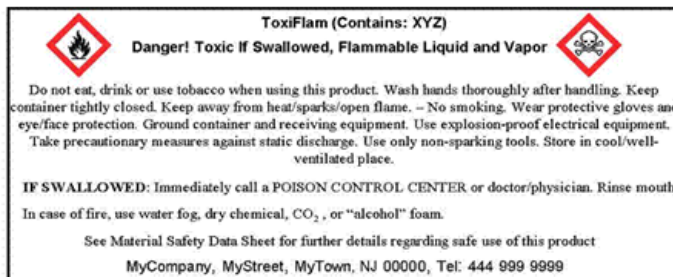 ToxiFlam (Contains: XYZ)
Danger! Toxic If Swallowed, Flammable Liquid and Vapor
Do not eat, drink or use tobacco when using this product. Wash hands thoroughly after handling. Keep
container tightly closed. Keep away from heat/sparks/open flame. – No smoking. Wear protective gloves and
eye/face protection. Ground container and receiving equipment. Use explosion-proof electrical equipment.
Take precautionary measures against static discharge. Use only non-sparking tools. Store in cool/well-
ventilated place.
IF SWALLOWED: Immediately call a POISON CONTROL CENTER or doctor/physician. Rinse mouth
In case of fire, use water fog, dry chemical, CO₂ , or “alcohol” foam.
See Material Safety Data Sheet for further details regarding safe use of this product
MyCompany, MyStreet, MyTown, NJ 00000, Tel: 444 999 9999